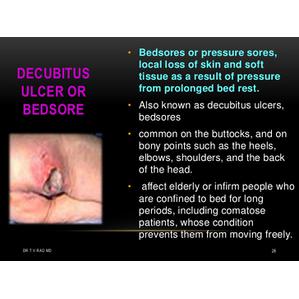 DECUBITUS
ULCER OR
BEDSORE
• Bedsores or pressure sores,
local loss of skin and soft
tissue as a result of pressure
from prolonged bed rest.
• Also known as decubitus ulcers,
bedsores
• common on the buttocks, and on
bony points such as the heels,
elbows, shoulders, and the back
of the head.
• affect elderly or infirm people who
are confined to bed for long
periods, including comatose
patients, whose condition
prevents them from moving freely.
DR T V RAO MD
26